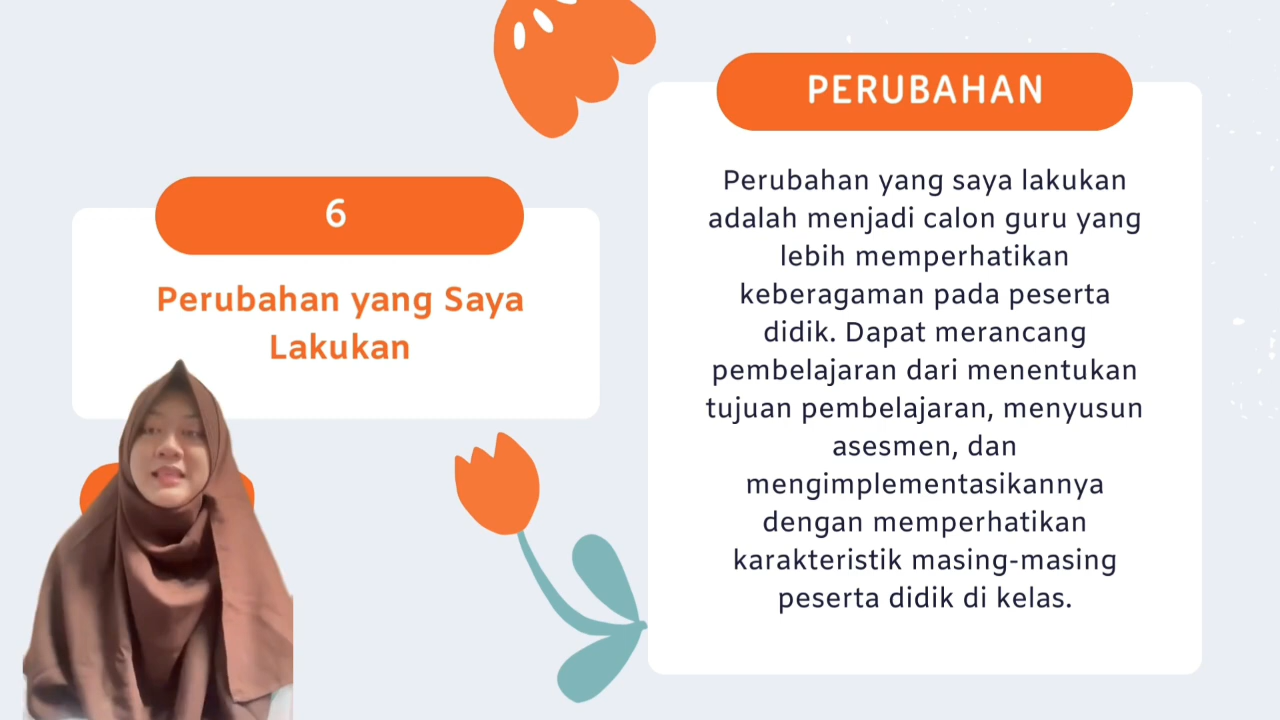 6
Perubahan yang Saya
Lakukan
PERUBAHAN
Perubahan yang saya lakukan
adalah menjadi calon guru yang
lebih memperhatikan
keberagaman pada peserta
didik. Dapat merancang
pembelajaran dari menentukan
tujuan pembelajaran, menyusun
asesmen, dan
mengimplementasikannya
dengan memperhatikan
karakteristik masing-masing
peserta didik di kelas.